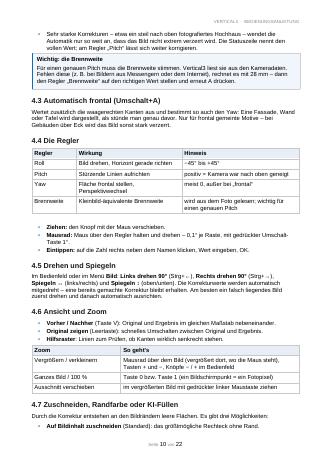 VERTICAL3 – BEDIENUNGSANLEITUNG
• Sehr starke Korrekturen – etwa ein steil nach oben fotografiertes Hochhaus – wendet die
Automatik nur so weit an, dass das Bild nicht extrem verzerrt wird. Die Statuszeile nennt den
vollen Wert; am Regler „Pitch“ lässt sich weiter korrigieren.
Wichtig: die Brennweite
Für einen genauen Pitch muss die Brennweite stimmen. Vertical3 liest sie aus den Kameradaten.
Fehlen diese (z. B. bei Bildern aus Messengern oder dem Internet), rechnet es mit 28 mm – dann
den Regler „Brennweite“ auf den richtigen Wert stellen und erneut A drücken.
4.3 Automatisch frontal (Umschalt+A)
Wertet zusätzlich die waagrechten Kanten aus und bestimmt so auch den Yaw: Eine Fassade, Wand
oder Tafel wird dargestellt, als stünde man genau davor. Nur für frontal gemeinte Motive – bei
Gebäuden über Eck wird das Bild sonst stark verzerrt.
4.4 Die Regler
Regler Wirkung Hinweis
Roll Bild drehen, Horizont gerade richten −45° bis +45°
Pitch Stürzende Linien aufrichten positiv = Kamera war nach oben geneigt
Yaw Fläche frontal stellen, meist 0, außer bei „frontal“
Perspektivwechsel
Brennweite Kleinbild-äquivalente Brennweite wird aus dem Foto gelesen; wichtig für
einen genauen Pitch
• Ziehen: den Knopf mit der Maus verschieben.
• Mausrad: Maus über den Regler halten und drehen – 0,1° je Raste, mit gedrückter Umschalt-
Taste 1°.
• Eintippen: auf die Zahl rechts neben dem Namen klicken, Wert eingeben, OK.
4.5 Drehen und Spiegeln
Im Bedienfeld oder im Menü Bild: Links drehen 90° (Strg+←), Rechts drehen 90° (Strg+→),
Spiegeln ↔ (links/rechts) und Spiegeln ↕ (oben/unten). Die Korrekturwerte werden automatisch
mitgedreht – eine bereits gemachte Korrektur bleibt erhalten. Am besten ein falsch liegendes Bild
zuerst drehen und danach automatisch ausrichten.
4.6 Ansicht und Zoom
• Vorher / Nachher (Taste V): Original und Ergebnis im gleichen Maßstab nebeneinander.
• Original zeigen (Leertaste): schnelles Umschalten zwischen Original und Ergebnis.
• Hilfsraster: Linien zum Prüfen, ob Kanten wirklich senkrecht stehen.
Zoom So geht's
Vergrößern / verkleinern Mausrad über dem Bild (vergrößert dort, wo die Maus steht),
Tasten + und −, Knöpfe − / + im Bedienfeld
Ganzes Bild / 100 % Taste 0 bzw. Taste 1 (ein Bildschirmpunkt = ein Fotopixel)
Ausschnitt verschieben im vergrößerten Bild mit gedrückter linker Maustaste ziehen
4.7 Zuschneiden, Randfarbe oder KI-Füllen
Durch die Korrektur entstehen an den Bildrändern leere Flächen. Es gibt drei Möglichkeiten:
• Auf Bildinhalt zuschneiden (Standard): das größtmögliche Rechteck ohne Rand.
Seite 10 von 22